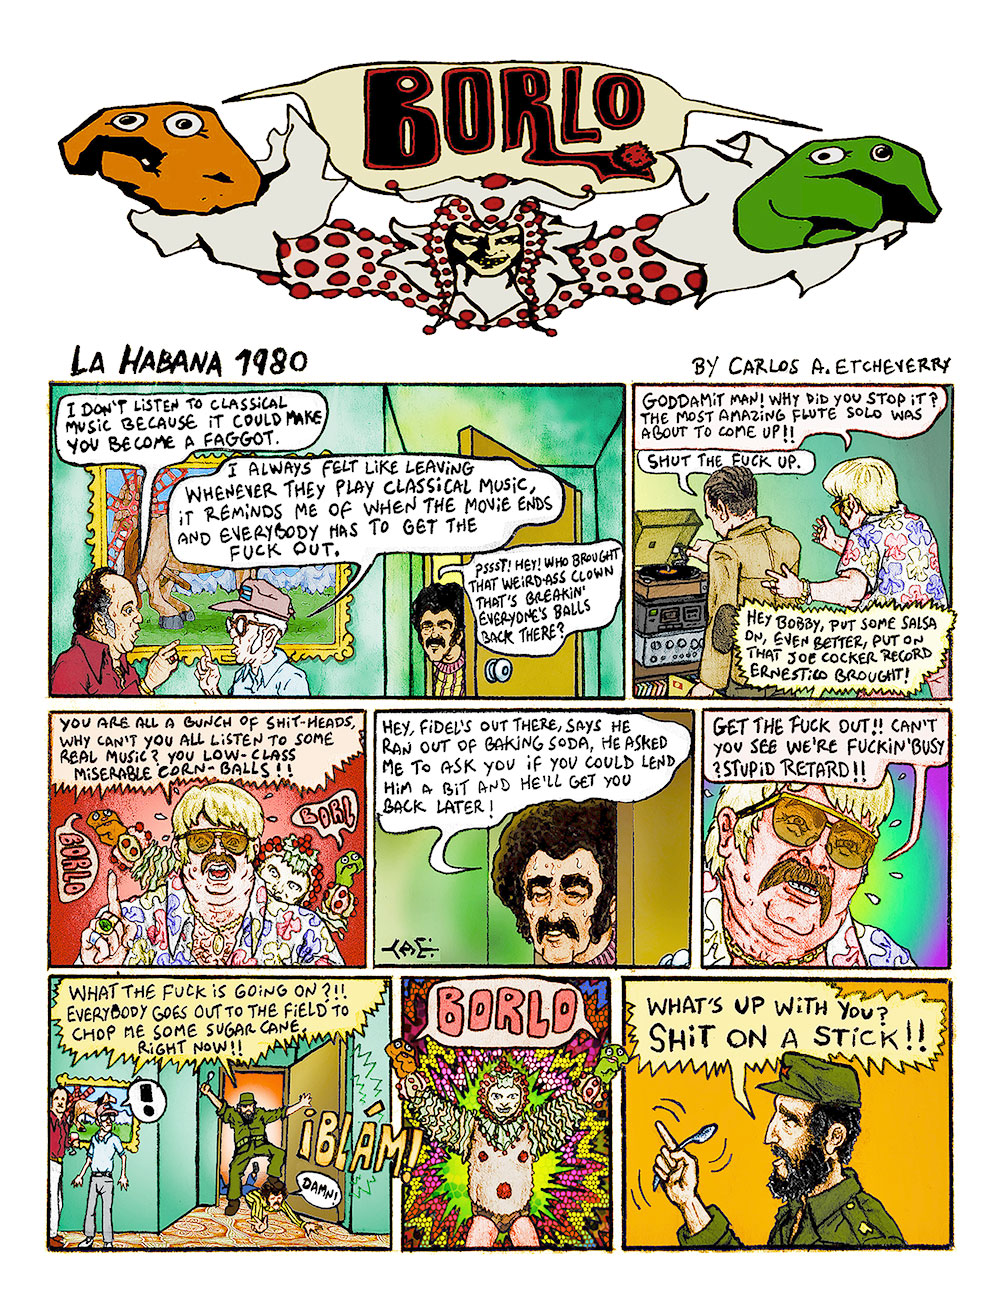 BORLO
LA HABANA 1980
BY CARLOS A. ETCHEVERRY
I DON'T LISTEN TO CLASSICAL
MUSIC BECAUSE IT COULD MAKE
YOU BECOME A FAGGOT.
I ALWAYS FELT LIKE LEAVING
WHENEVER THEY PLAY CLASSICAL MUSIC,
IT REMINDS ME OF WHEN THE MOVIE ENDS
AND EVERYBODY HAS TO GET THE
FUCK OUT.
PSSST! HEY! WHO BROUGHT
THAT WEIRD-ASS CLOWN
THAT'S BREAKIN'
EVERYONE'S BALLS
BACK THERE?
GODDAMIT MAN! WHY DID YOU STOP IT?
THE MOST AMAZING FLUTE SOLO WAS
ABOUT TO COME UP!!
SHUT THE FUCK UP.
HEY BOBBY, PUT SOME SALSA
ON, EVEN BETTER, PUT ON
THAT JOE COCKER RECORD
ERNESTICO BROUGHT!
YOU ARE ALL A BUNCH OF SHIT-HEADS,
WHY CAN'T YOU ALL LISTEN TO SOME
REAL MUSIC? YOU LOW-CLASS
MISERABLE CORN-BALLS!!
BORLO
BORL
HEY, FIDEL'S OUT THERE, SAYS HE
RAN OUT OF BAKING SODA, HE ASKED
ME TO ASK YOU IF YOU COULD LEND
HIM A BIT AND HE'LL GET YOU
BACK LATER!
CAE.
GET THE FUCK OUT!! CAN'T
YOU SEE WE'RE FUCKIN' BUSY
?STUPID RETARD!!
WHAT THE FUCK IS GOING ON?!!
EVERYBODY GOES OUT TO THE FIELD TO
CHOP ME SOME SUGAR CANE,
RIGHT NOW!!
!
¡BLÁM!
DAMN!
BORLO
WHAT'S UP WITH YOU?
SHIT ON A STICK!!